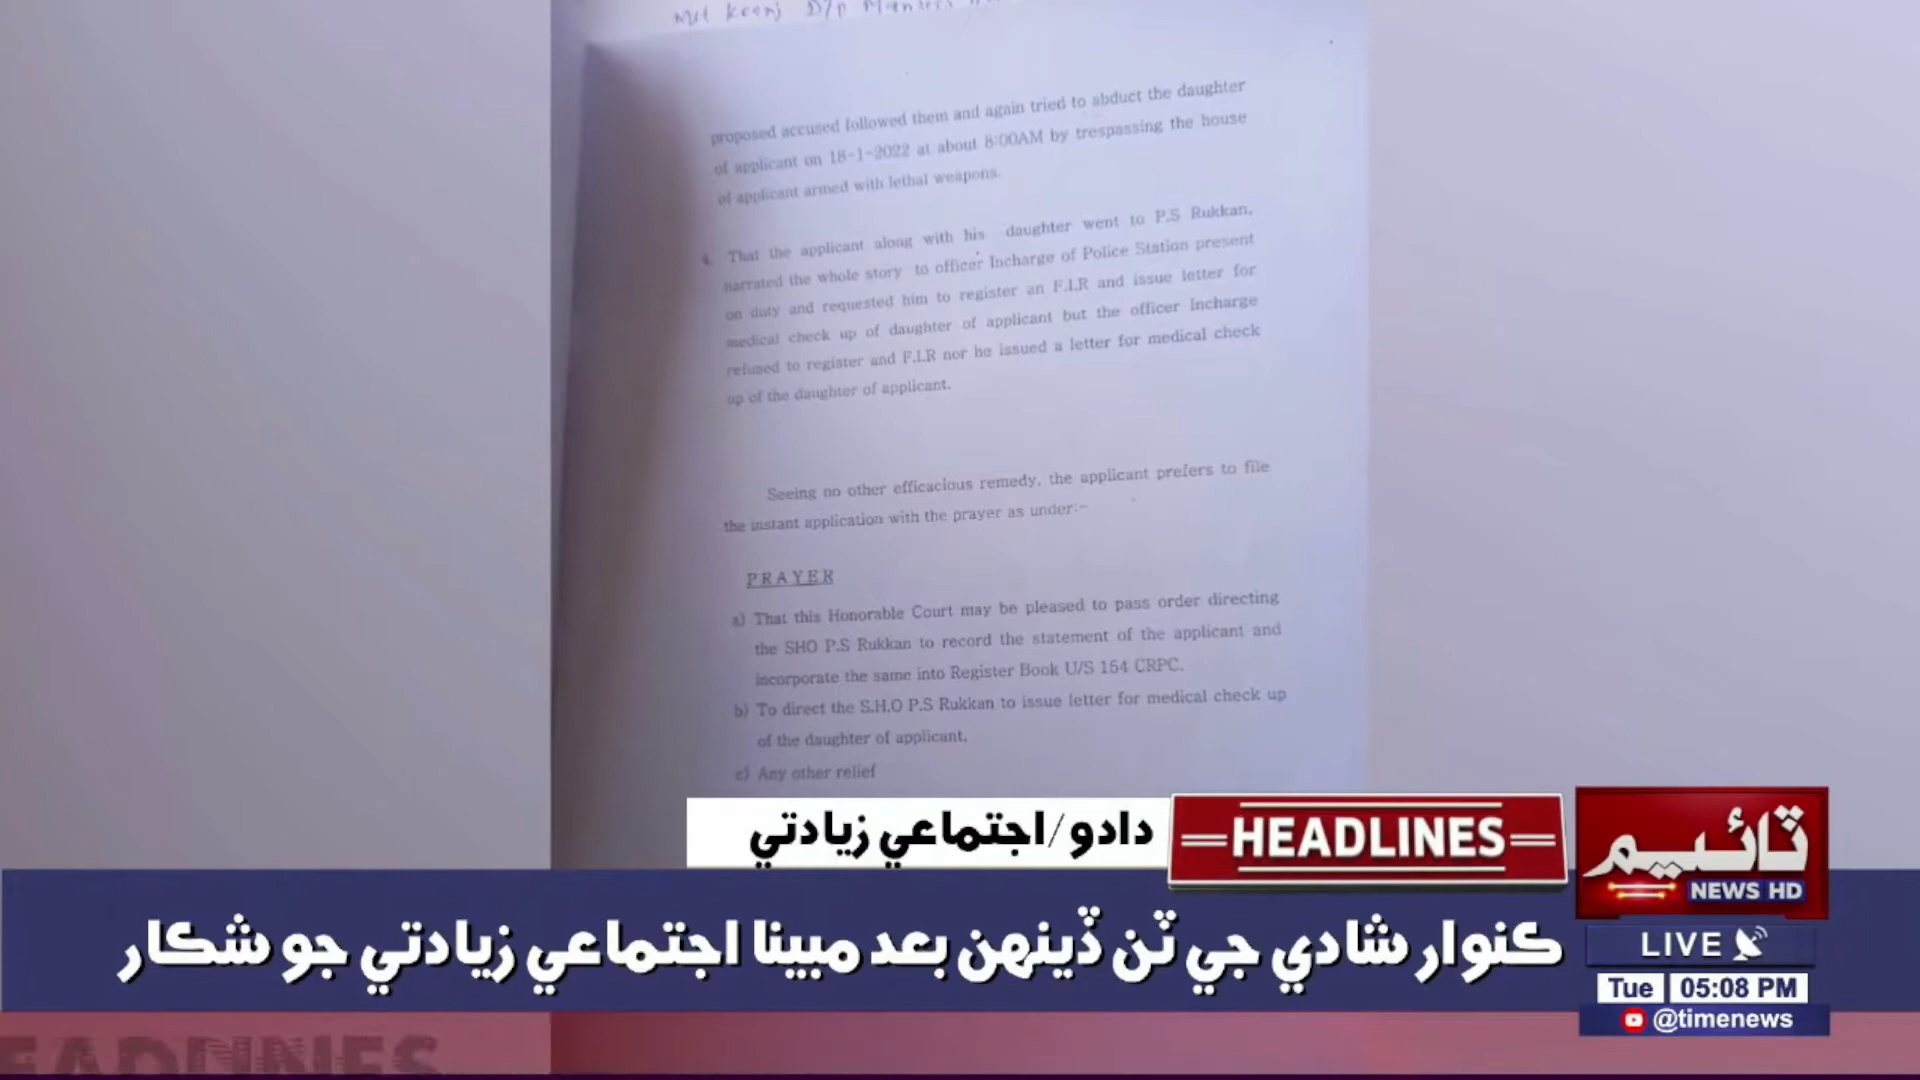 proposed accused followed them and again tried to abduct the daughter
of applicant on 18-1-2022 at about 8:00AM by trespassing the house
of applicant armed with lethal weapons.
4. That the applicant along with his daughter went to P.S Rukkan,
narrated the whole story to officer Incharge of Police Station present
on duty and requested him to register an F.I.R and issue letter for
medical check up of daughter of applicant but the officer Incharge
refused to register and F.I.R nor he issued a letter for medical check
up of the daughter of applicant.
Seeing no other efficacious remedy, the applicant prefers to file
the instant application with the prayer as under:-
PRAYER
a) That this Honorable Court may be pleased to pass order directing
the SHO P.S Rukkan to record the statement of the applicant and
incorporate the same into Register Book U/S 154 CRPC.
b) To direct the S.H.O P.S Rukkan to issue letter for medical check up
of the daughter of applicant.
c) Any other relief
دادو/اجتماعي زيادتي
HEADLINES
ٽائيم
NEWS HD
ڪنوار شادي جي ٽن ڏينهن بعد مبينا اجتماعي زيادتي جو شڪار
LIVE
Tue 05:08 PM
@timenews